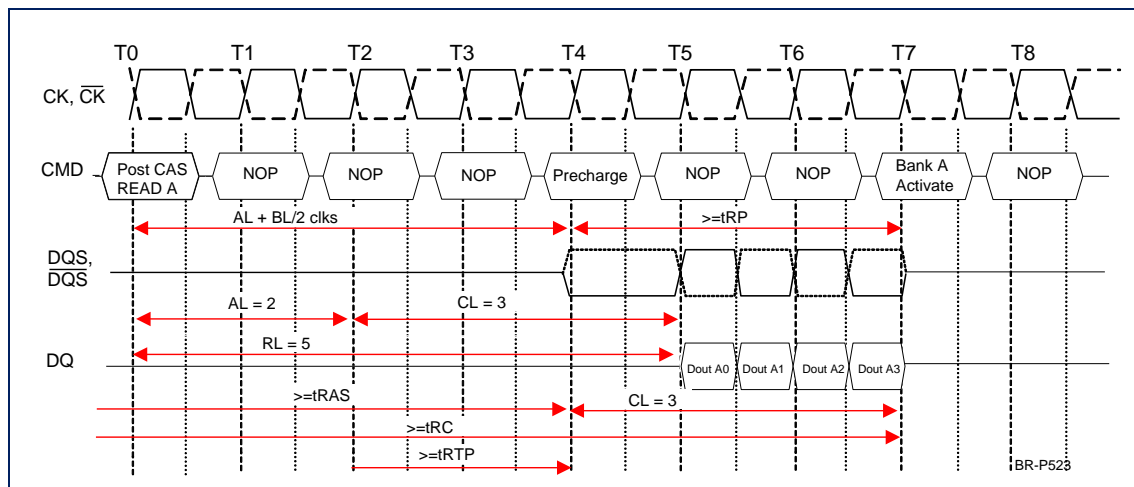 T0 T1 T2 T3 T4 T5 T6 T7 T8
CK, CK
CMD
Post CAS
READ A
NOP
NOP
NOP
Precharge
NOP
NOP
Bank A
Activate
NOP
AL + BL/2 clks
>=tRP
DQS,
DQS
AL = 2
CL = 3
RL = 5
DQ
Dout A0
Dout A1
Dout A2
Dout A3
>=tRAS
CL = 3
>=tRC
>=tRTP
BR-P523